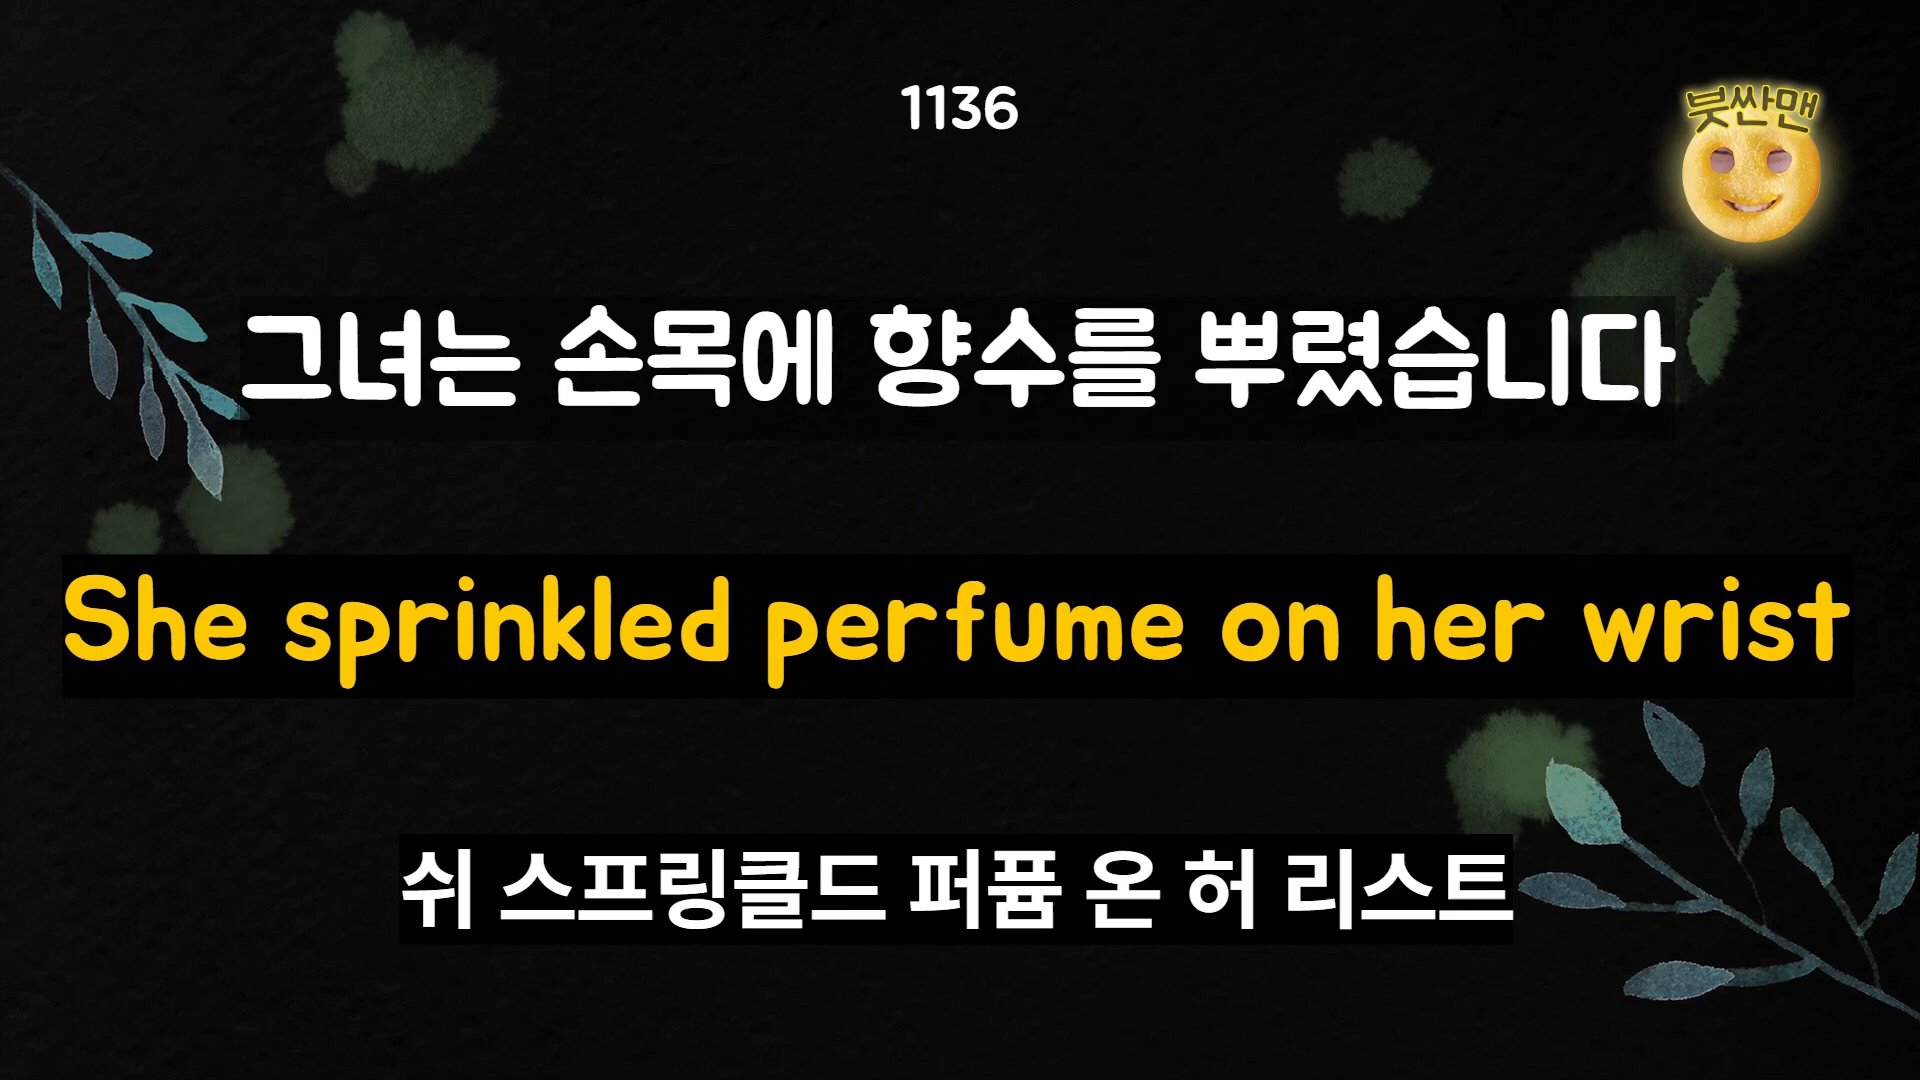 1136
붓싼맨
그녀는 손목에 향수를 뿌렸습니다
She sprinkled perfume on her wrist
쉬 스프링클드 퍼퓸 온 허 리스트